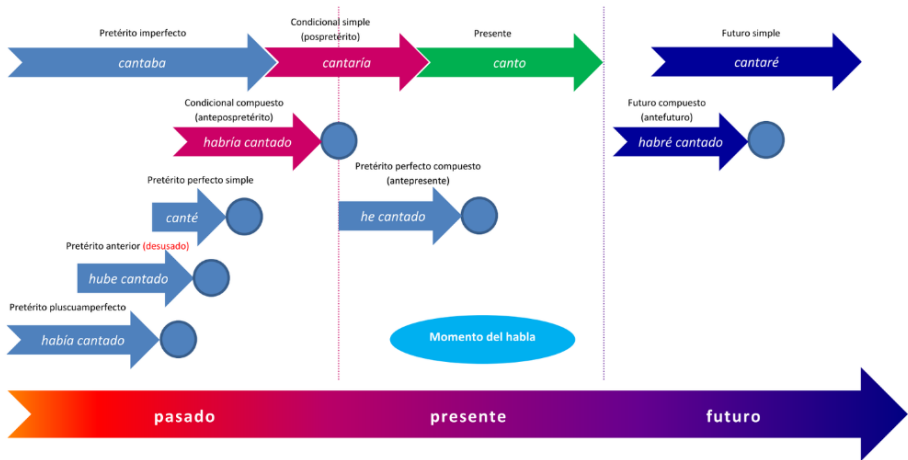 Pretérito imperfecto
cantaba
Condicional simple
(pospretérito)
cantaría
Presente
canto
Futuro simple
cantaré
Condicional compuesto
(antepospretérito)
habría cantado
Futuro compuesto
(antefuturo)
habré cantado
Pretérito perfecto simple
canté
Pretérito perfecto compuesto
(antepresente)
he cantado
Pretérito anterior (desusado)
hube cantado
Pretérito pluscuamperfecto
había cantado
Momento del habla
pasado
presente
futuro